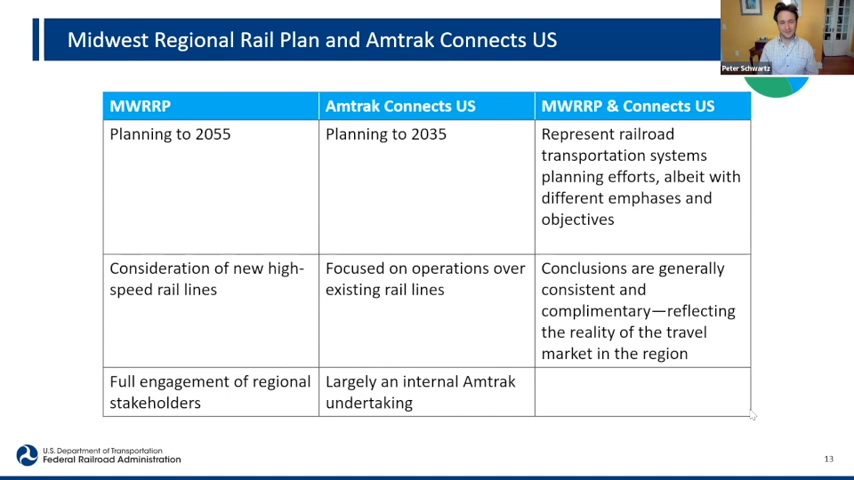 Midwest Regional Rail Plan and Amtrak Connects US
Peter Schwartz
MWRRP
Amtrak Connects US
MWRRP & Connects US
Planning to 2055
Planning to 2035
Represent railroad
transportation systems
planning efforts, albeit with
different emphases and
objectives
Consideration of new high-
speed rail lines
Focused on operations over
existing rail lines
Conclusions are generally
consistent and
complimentary—reflecting
the reality of the travel
market in the region
Full engagement of regional
stakeholders
Largely an internal Amtrak
undertaking
U.S. Department of Transportation
Federal Railroad Administration
13